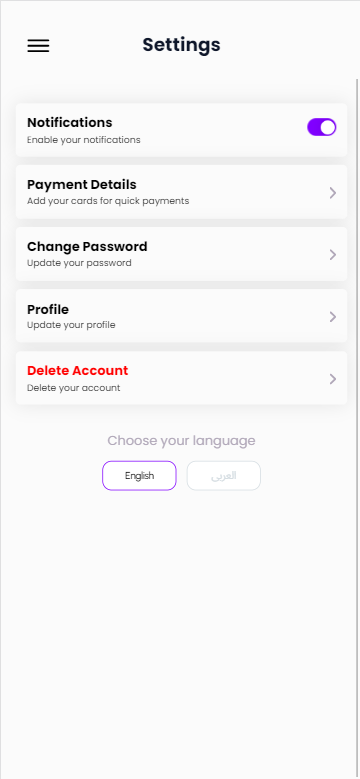 Settings
Notifications
Enable your notifications
Payment Details
Add your cards for quick payments
Change Password
Update your password
Profile
Update your profile
Delete Account
Delete your account
Choose your language
English
العربى